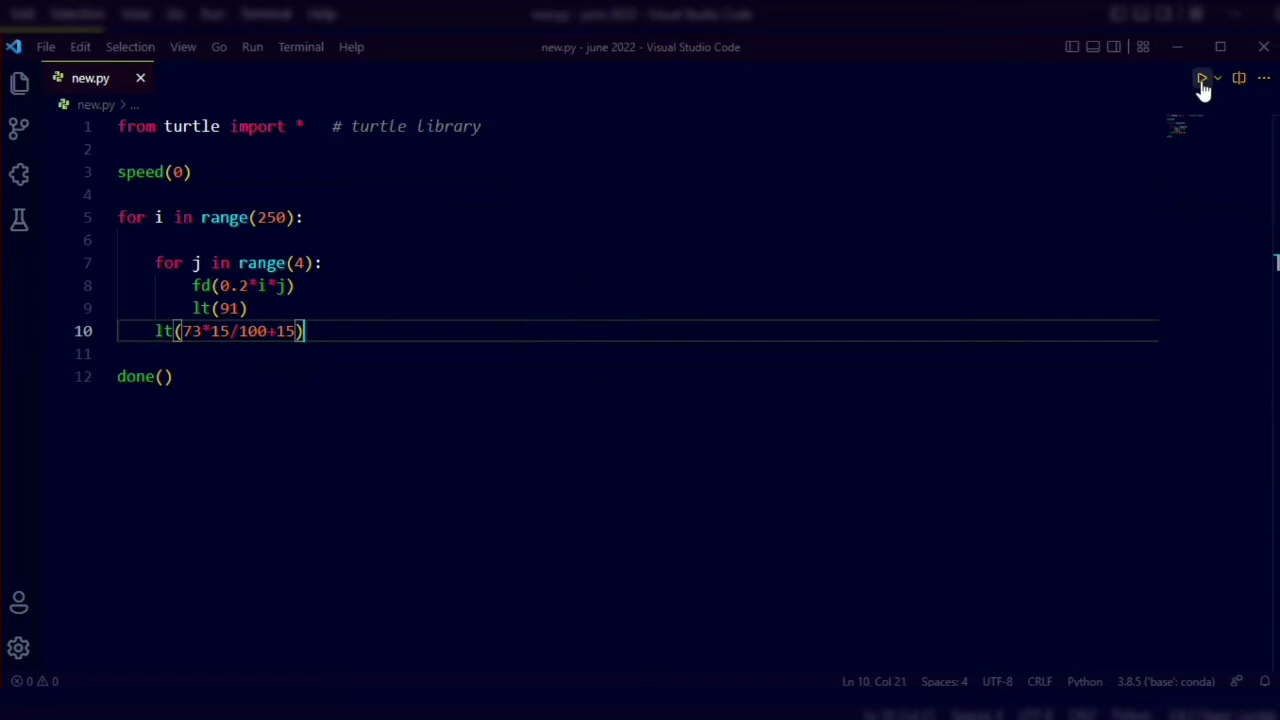 File Edit Selection View Go Run Terminal Help new.py - june 2022 - Visual Studio Code
new.py
new.py > ...
1 from turtle import * # turtle library
2
3 speed(0)
4
5 for i in range(250):
6
7 for j in range(4):
8 fd(0.2*i*j)
9 lt(91)
10 lt(73*15/100+15)
11
12 done()
0 0 Ln 10, Col 21 Spaces: 4 UTF-8 CRLF Python 3.8.5 ('base': conda)